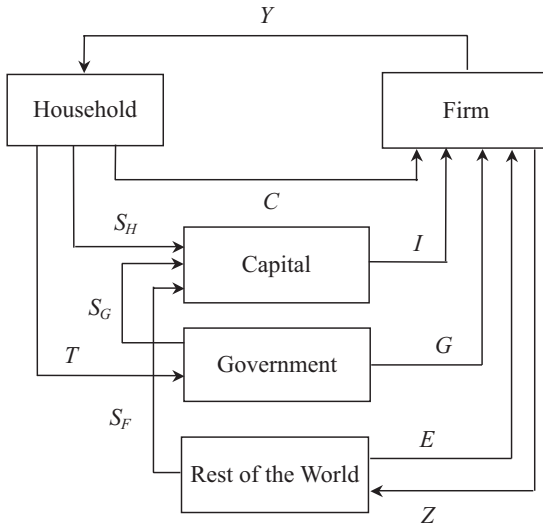 Y
Household
Firm
C
S_H
Capital
I
S_G
Government
G
T
S_F
Rest of the World
E
Z